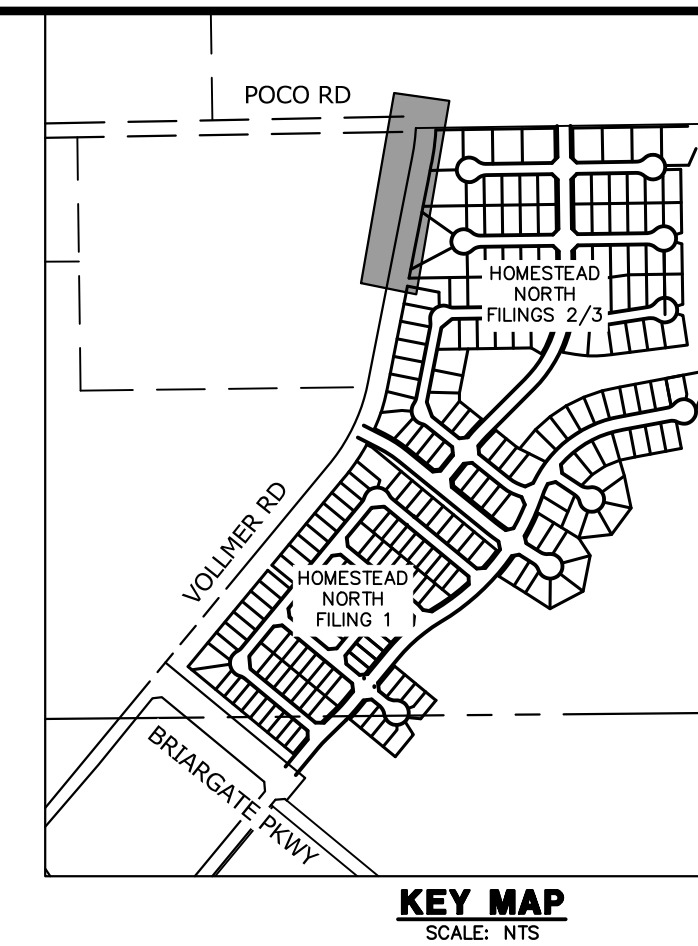 POCO RD
HOMESTEAD
NORTH
FILINGS 2/3
VOLLMER RD
HOMESTEAD
NORTH
FILING 1
BRIARGATE PKWY
KEY MAP
SCALE: NTS